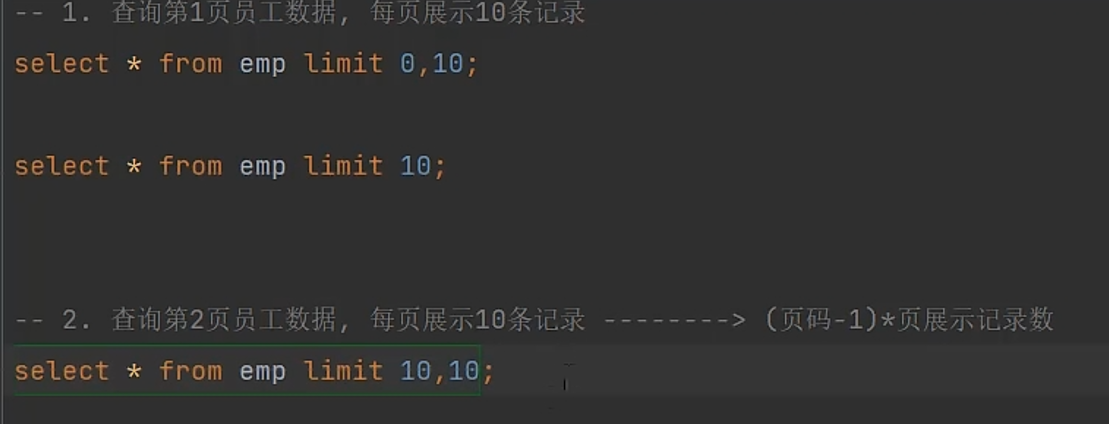 -- 1. 查询第1页员工数据, 每页展示10条记录
select * from emp limit 0,10;
select * from emp limit 10;
-- 2. 查询第2页员工数据, 每页展示10条记录 --------> (页码-1)*页展示记录数
select * from emp limit 10,10;